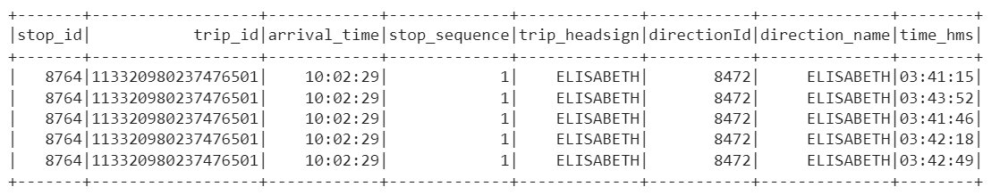 +-------+------------------+------------+-------------+-------------+-----------+--------------+--------+
|stop_id|           trip_id|arrival_time|stop_sequence|trip_headsign|directionId|direction_name|time_hms|
+-------+------------------+------------+-------------+-------------+-----------+--------------+--------+
|   8764|113320980237476501|    10:02:29|            1|    ELISABETH|       8472|     ELISABETH|03:41:15|
|   8764|113320980237476501|    10:02:29|            1|    ELISABETH|       8472|     ELISABETH|03:43:52|
|   8764|113320980237476501|    10:02:29|            1|    ELISABETH|       8472|     ELISABETH|03:41:46|
|   8764|113320980237476501|    10:02:29|            1|    ELISABETH|       8472|     ELISABETH|03:42:18|
|   8764|113320980237476501|    10:02:29|            1|    ELISABETH|       8472|     ELISABETH|03:42:49|
+-------+------------------+------------+-------------+-------------+-----------+--------------+--------+